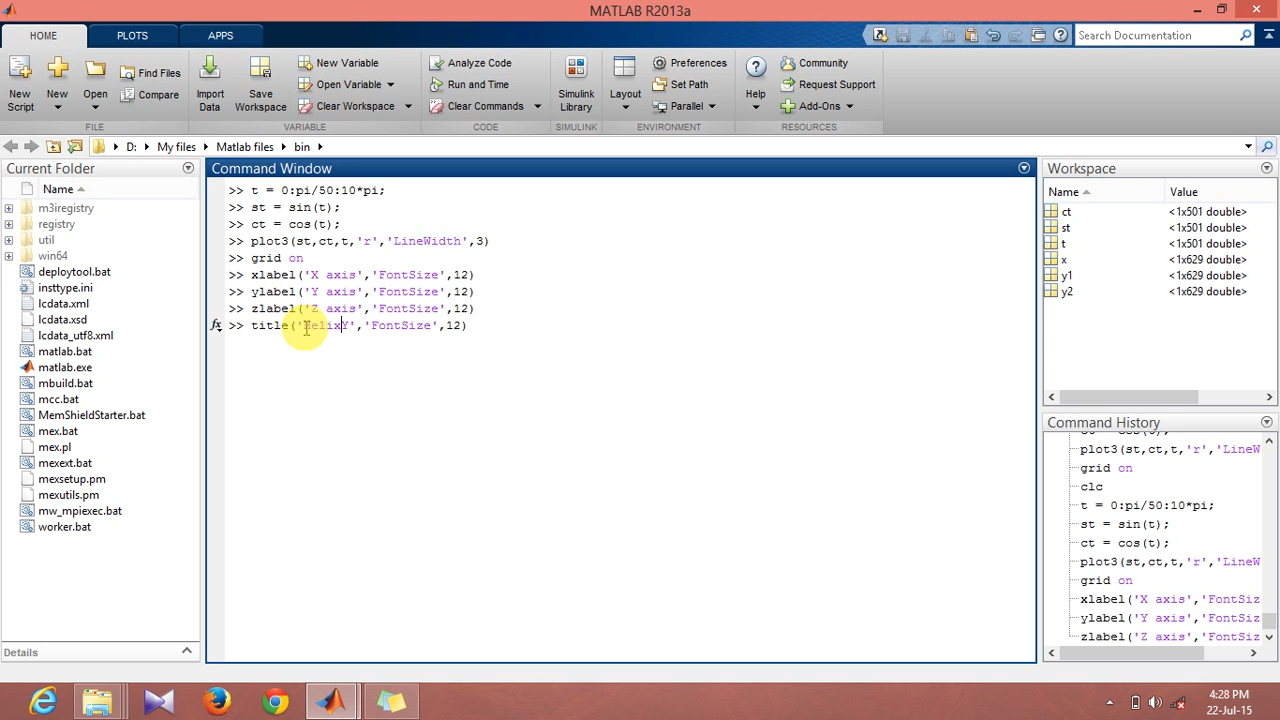 MATLAB R2013a
HOME PLOTS APPS
Search Documentation
New Script
New
Open
Find Files
Compare
Import Data
Save Workspace
New Variable
Open Variable
Clear Workspace
Analyze Code
Run and Time
Clear Commands
Simulink Library
Layout
Preferences
Set Path
Parallel
Help
Community
Request Support
Add-Ons
FILE VARIABLE CODE SIMULINK ENVIRONMENT RESOURCES
D: My files Matlab files bin
Current Folder
Name
m3iregistry
registry
util
win64
deploytool.bat
insttype.ini
lcdata.xml
lcdata.xsd
lcdata_utf8.xml
matlab.bat
matlab.exe
mbuild.bat
mcc.bat
MemShieldStarter.bat
mex.bat
mex.pl
mexext.bat
mexsetup.pm
mexutils.pm
mw_mpiexec.bat
worker.bat
Details
Command Window
>> t = 0:pi/50:10*pi;
>> st = sin(t);
>> ct = cos(t);
>> plot3(st,ct,t,'r','LineWidth',3)
>> grid on
>> xlabel('X axis','FontSize',12)
>> ylabel('Y axis','FontSize',12)
>> zlabel('Z axis','FontSize',12)
fx >> title('HelixY','FontSize',12)
Workspace
Name Value
ct <1x501 double>
st <1x501 double>
t <1x501 double>
x <1x629 double>
y1 <1x629 double>
y2 <1x629 double>
Command History
ct = cos(t);
plot3(st,ct,t,'r','LineW
grid on
clc
t = 0:pi/50:10*pi;
st = sin(t);
ct = cos(t);
plot3(st,ct,t,'r','LineW
grid on
xlabel('X axis','FontSiz
ylabel('Y axis','FontSiz
zlabel('Z axis','FontSiz
4:28 PM
22-Jul-15